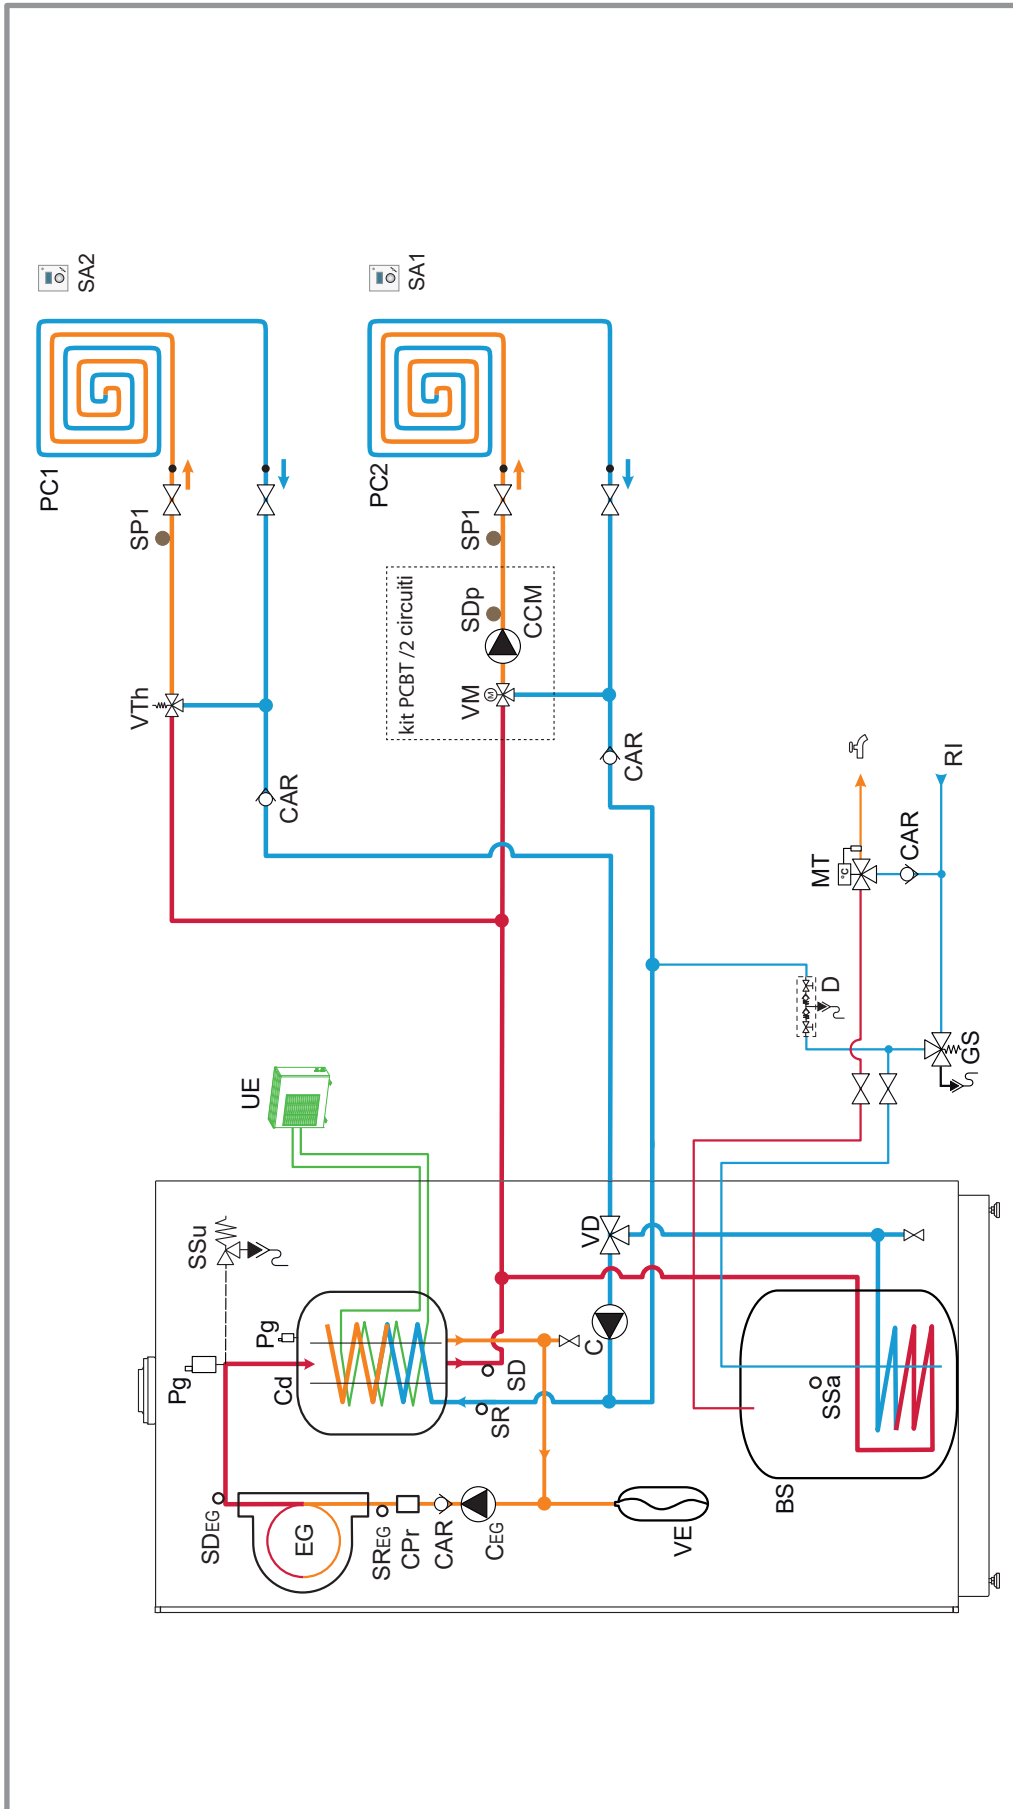 PC1
SA2
VTh
SP1
Pg
SSu
SDEG
UE
Pg
Cd
CAR
EG
PC2
SA1
kit PCBT /2 circuiti
SREG
CPr
CAR
VM
M
SDp
SP1
CEG
SR
SD
CCM
C
VD
CAR
VE
BS
SSa
D
MT
°C
CAR
RI
GS